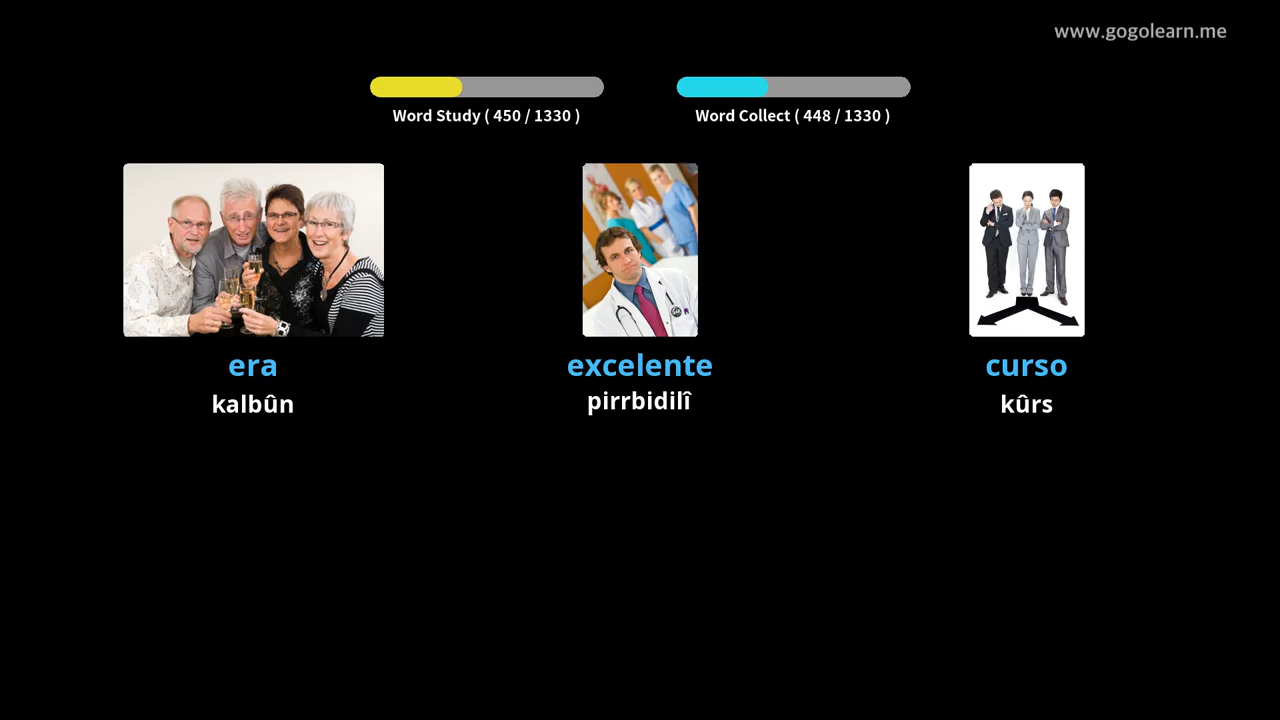 www.gogolearn.me
Word Study ( 450 / 1330 )
Word Collect ( 448 / 1330 )
era
excelente
curso
kalbûn
pirrbidilî
kûrs